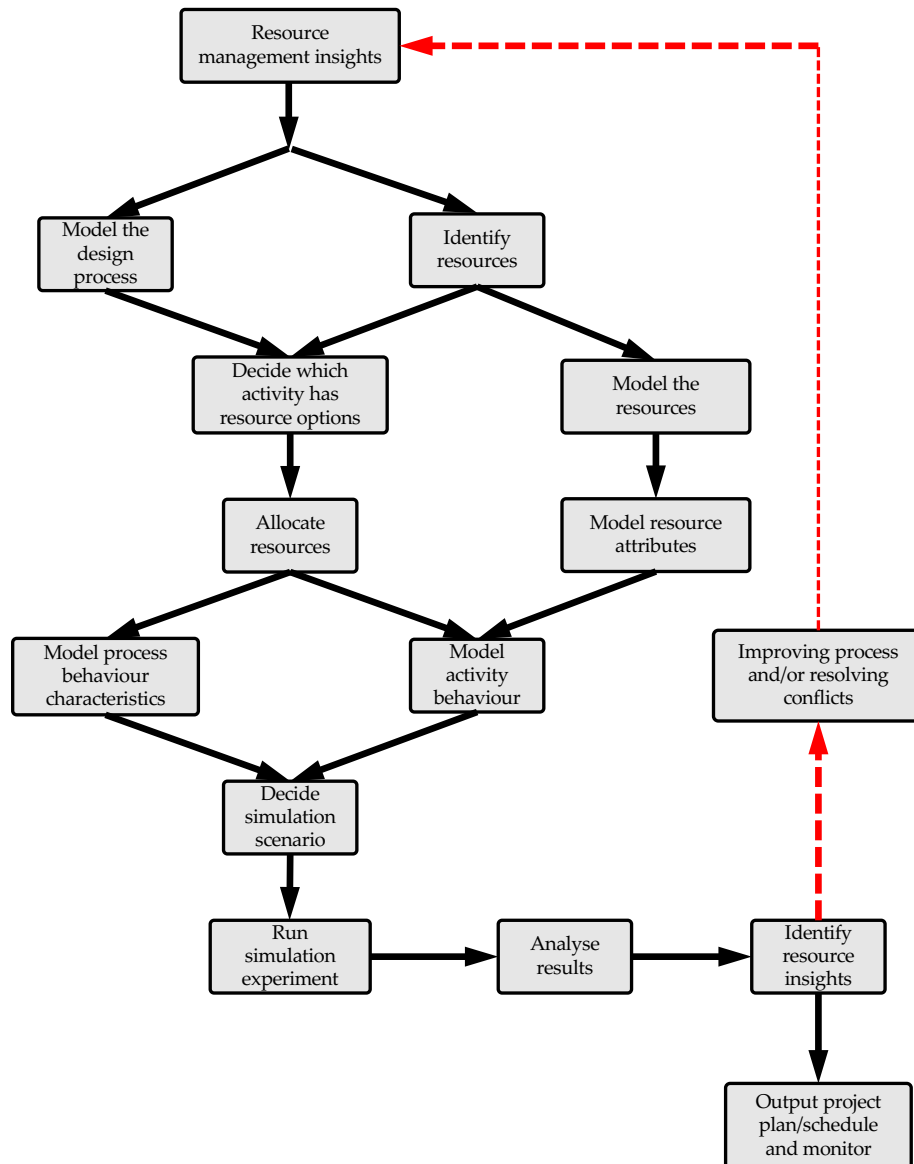 Resource
management insights
Model the
design
process
Identify
resources
Decide which
activity has
resource options
Model the
resources
Allocate
resources
Model resource
attributes
Model process
behaviour
characteristics
Model
activity
behaviour
Improving process
and/or resolving
conflicts
Decide
simulation
scenario
Run
simulation
experiment
Analyse
results
Identify
resource
insights
Output project
plan/schedule
and monitor